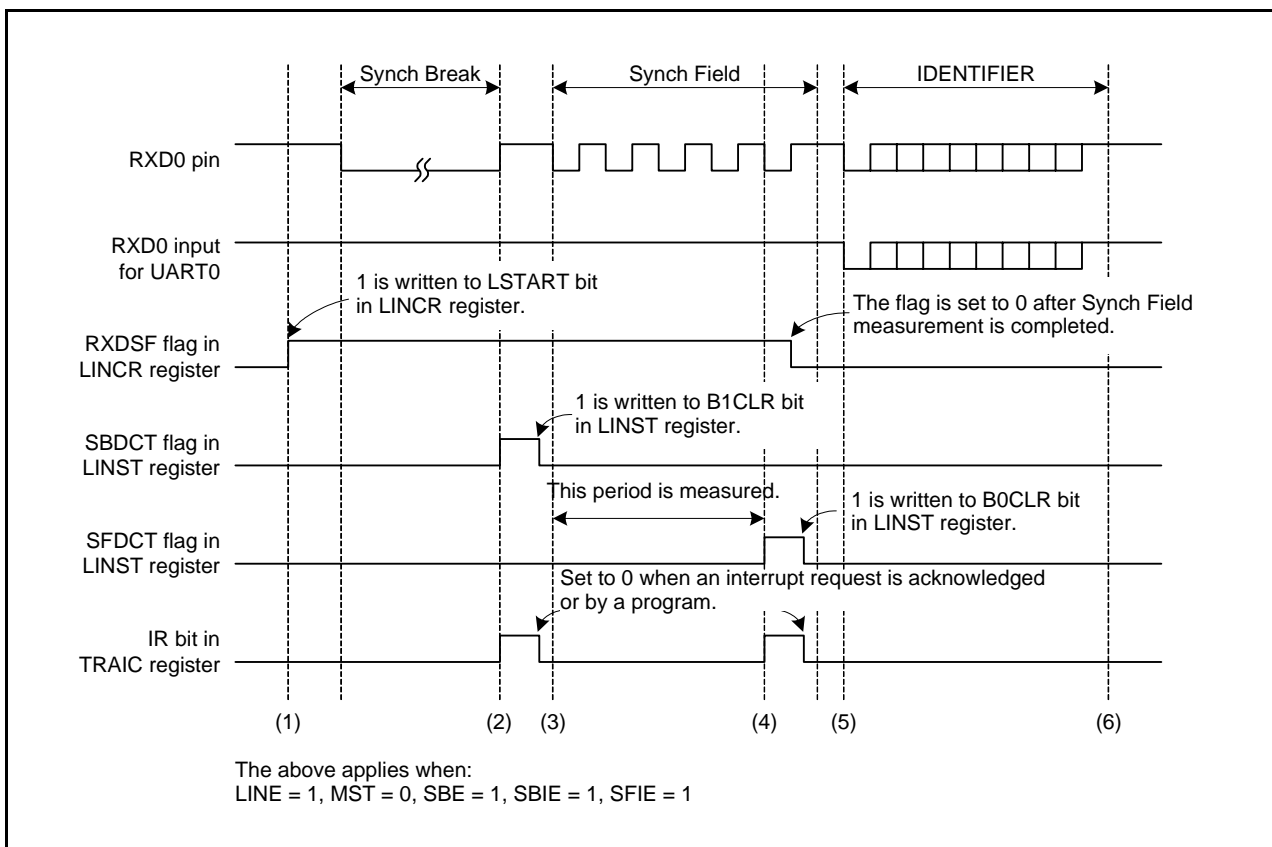 Synch Break
Synch Field
IDENTIFIER
RXD0 pin
RXD0 input
for UART0
1 is written to LSTART bit
in LINCR register.
The flag is set to 0 after Synch Field
measurement is completed.
RXDSF flag in
LINCR register
1 is written to B1CLR bit
in LINST register.
SBDCT flag in
LINST register
This period is measured.
1 is written to B0CLR bit
in LINST register.
SFDCT flag in
LINST register
Set to 0 when an interrupt request is acknowledged
or by a program.
IR bit in
TRAIC register
(1) (2) (3) (4) (5) (6)
The above applies when:
LINE = 1, MST = 0, SBE = 1, SBIE = 1, SFIE = 1